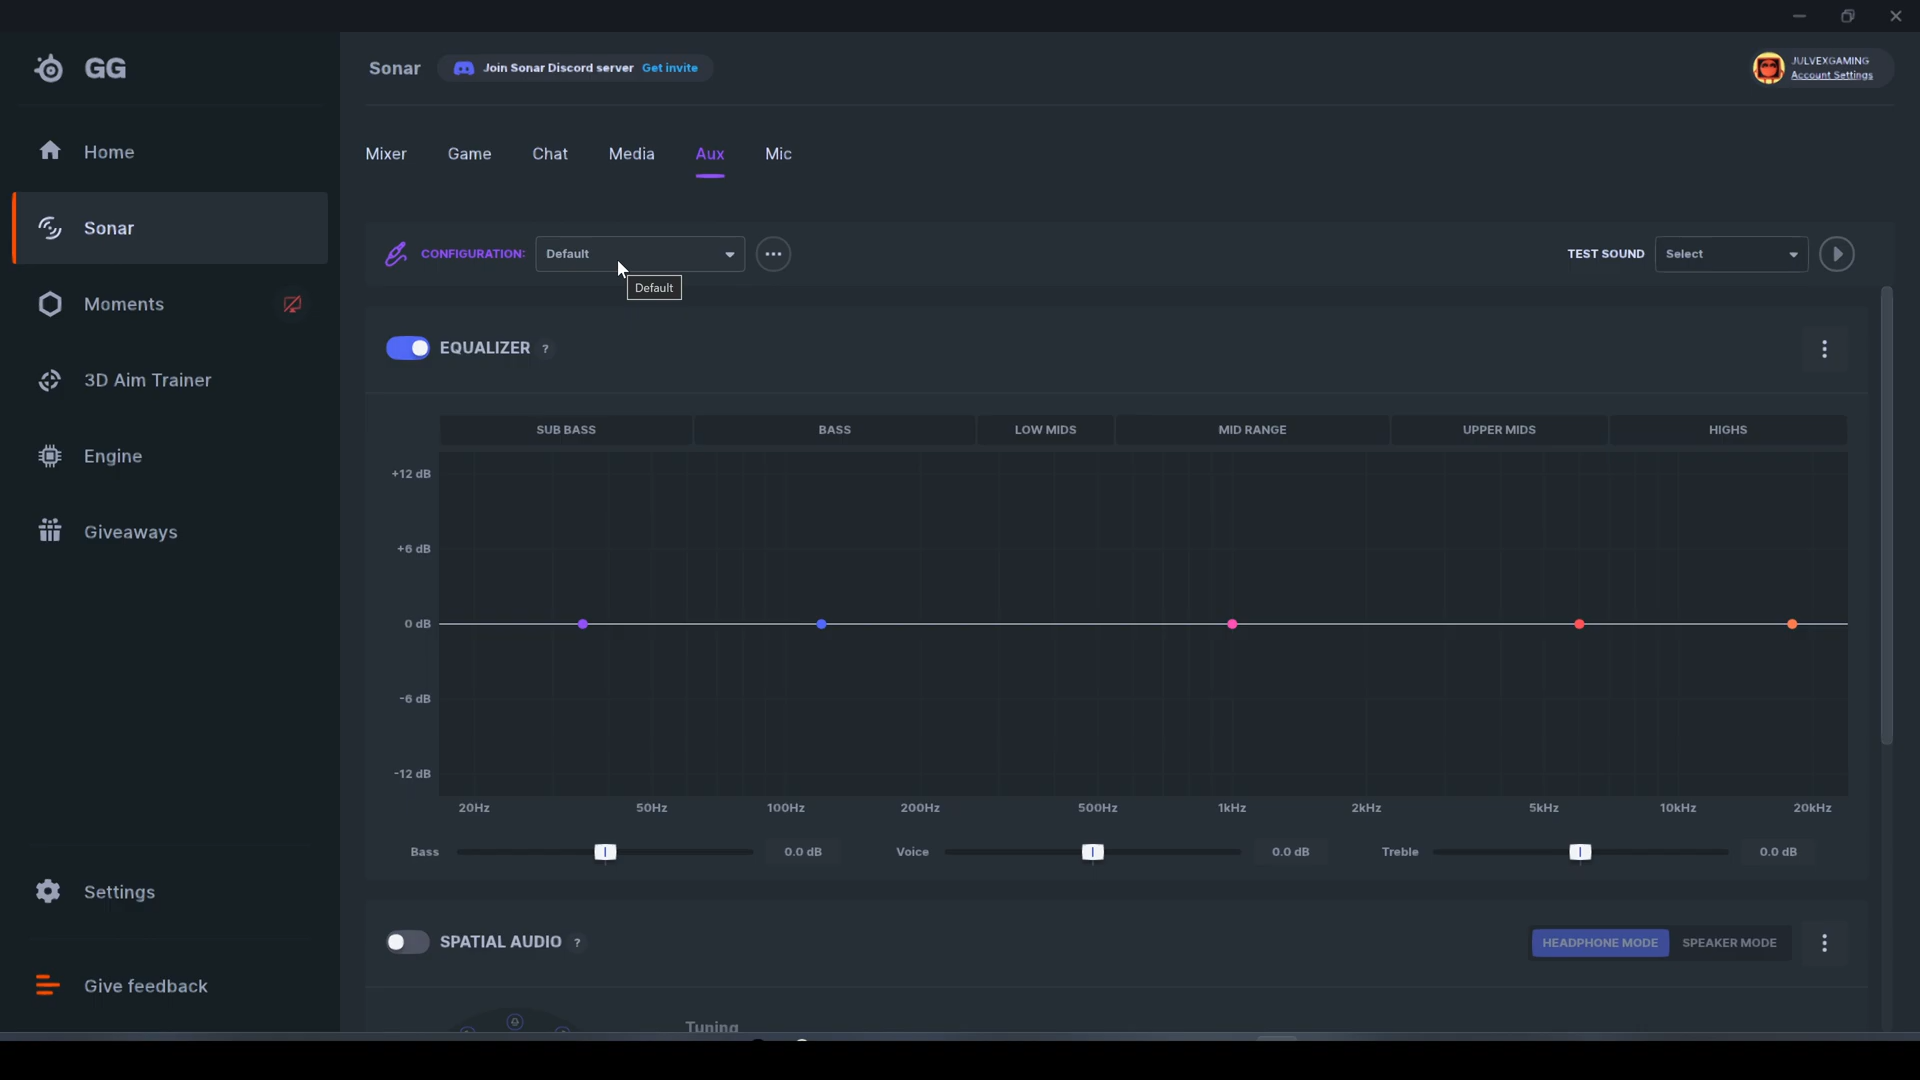 GG
Sonar
Join Sonar Discord server Get invite
JULVEXGAMING
Account Settings
Home
Sonar
Moments
3D Aim Trainer
Engine
Giveaways
Settings
Give feedback
Mixer Game Chat Media Aux Mic
CONFIGURATION: Default
TEST SOUND Select
Default
EQUALIZER ?
SUB BASS BASS LOW MIDS MID RANGE UPPER MIDS HIGHS
+12 dB
+6 dB
0 dB
-6 dB
-12 dB
20Hz 50Hz 100Hz 200Hz 500Hz 1kHz 2kHz 5kHz 10kHz 20kHz
Bass 0.0 dB Voice 0.0 dB Treble 0.0 dB
SPATIAL AUDIO ?
HEADPHONE MODE SPEAKER MODE
Tuning